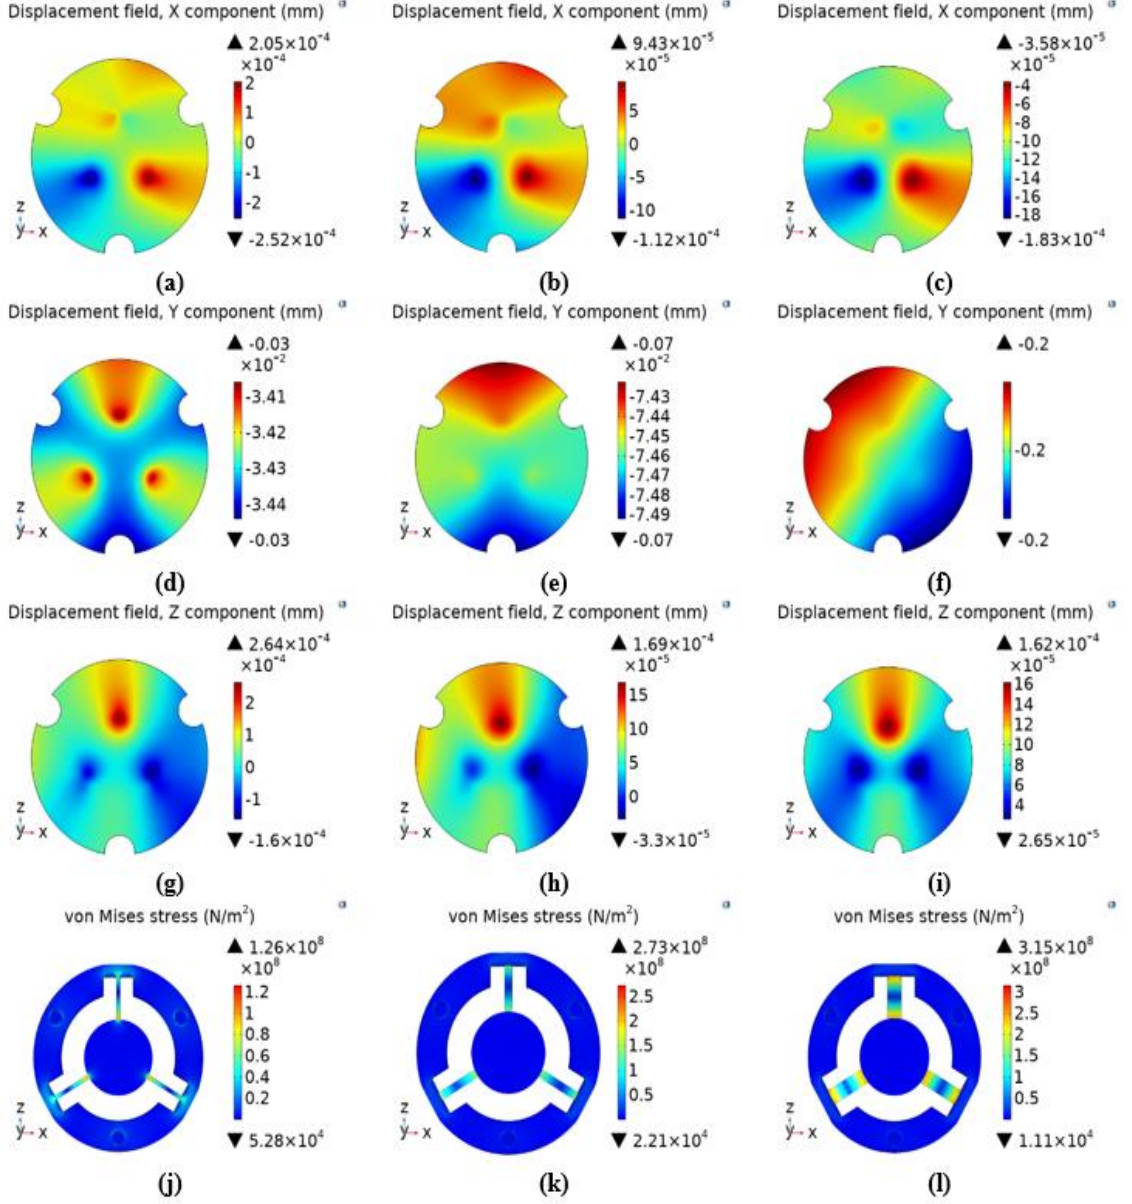 Displacement field, X component (mm) Displacement field, X component (mm) Displacement field, X component (mm)
▲ 2.05×10⁻⁴ ▲ 9.43×10⁻⁵ ▲ -3.58×10⁻⁵
×10⁻⁴ ×10⁻⁵ ×10⁻⁵
2 1 0 -1 -2
5 0 -5 -10
-4 -6 -8 -10 -12 -14 -16 -18
z y x z y x z y x
▼ -2.52×10⁻⁴ ▼ -1.12×10⁻⁴ ▼ -1.83×10⁻⁴
(a) (b) (c)
Displacement field, Y component (mm) Displacement field, Y component (mm) Displacement field, Y component (mm)
▲ -0.03 ▲ -0.07 ▲ -0.2
×10⁻² ×10⁻²
-3.41 -3.42 -3.43 -3.44
-7.43 -7.44 -7.45 -7.46 -7.47 -7.48 -7.49
-0.2
z y x z y x z y x
▼ -0.03 ▼ -0.07 ▼ -0.2
(d) (e) (f)
Displacement field, Z component (mm) Displacement field, Z component (mm) Displacement field, Z component (mm)
▲ 2.64×10⁻⁴ ▲ 1.69×10⁻⁴ ▲ 1.62×10⁻⁴
×10⁻⁴ ×10⁻⁵ ×10⁻⁵
2 1 0 -1
15 10 5 0
16 14 12 10 8 6 4
z y x z y x z y x
▼ -1.6×10⁻⁴ ▼ -3.3×10⁻⁵ ▼ 2.65×10⁻⁵
(g) (h) (i)
von Mises stress (N/m²) von Mises stress (N/m²) von Mises stress (N/m²)
▲ 1.26×10⁸ ▲ 2.73×10⁸ ▲ 3.15×10⁸
×10⁸ ×10⁸ ×10⁸
1.2 1 0.8 0.6 0.4 0.2
2.5 2 1.5 1 0.5
3 2.5 2 1.5 1 0.5
z y x z y x z y x
▼ 5.28×10⁴ ▼ 2.21×10⁴ ▼ 1.11×10⁴
(j) (k) (l)